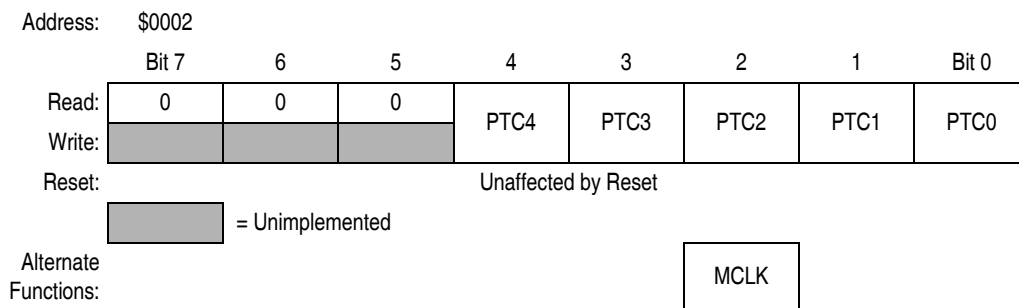 Address: $0002
Bit 7 6 5 4 3 2 1 Bit 0
Read: 0 0 0 PTC4 PTC3 PTC2 PTC1 PTC0
Write:
Reset: Unaffected by Reset
= Unimplemented
Alternate
Functions: MCLK